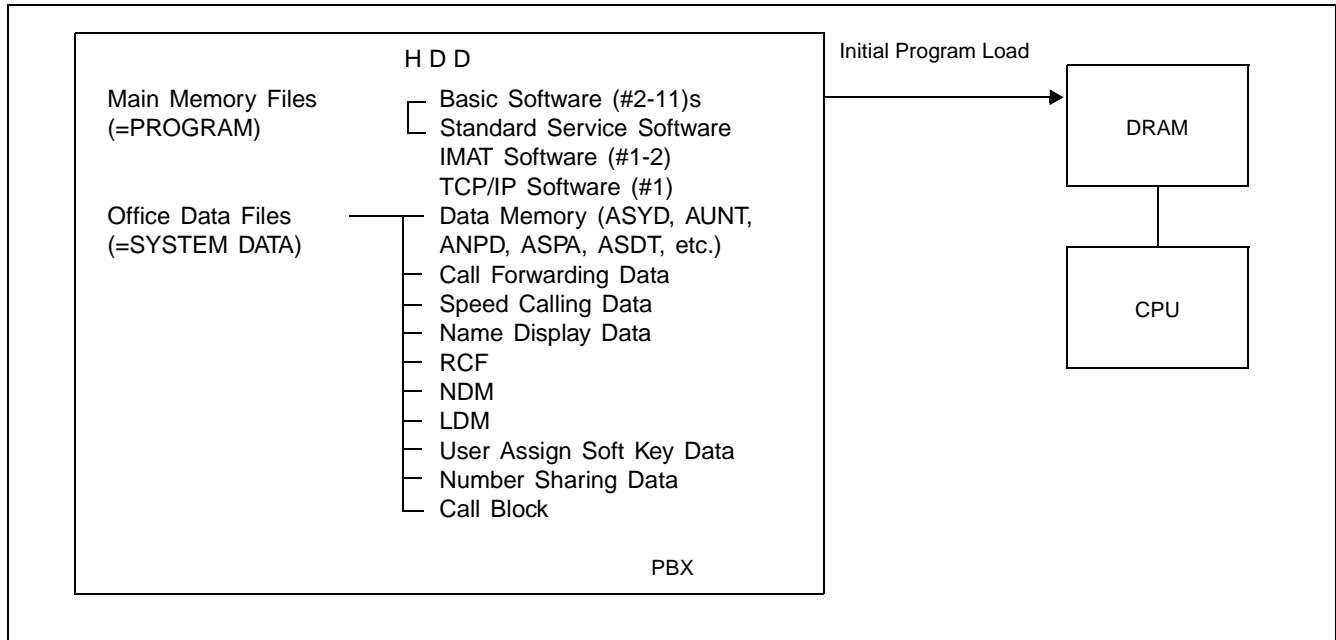 H D D
Initial Program Load
Main Memory Files
(=PROGRAM)
Basic Software (#2-11)s
Standard Service Software
IMAT Software (#1-2)
TCP/IP Software (#1)
Office Data Files
(=SYSTEM DATA)
Data Memory (ASYD, AUNT,
ANPD, ASPA, ASDT, etc.)
Call Forwarding Data
Speed Calling Data
Name Display Data
RCF
NDM
LDM
User Assign Soft Key Data
Number Sharing Data
Call Block
PBX
DRAM
CPU